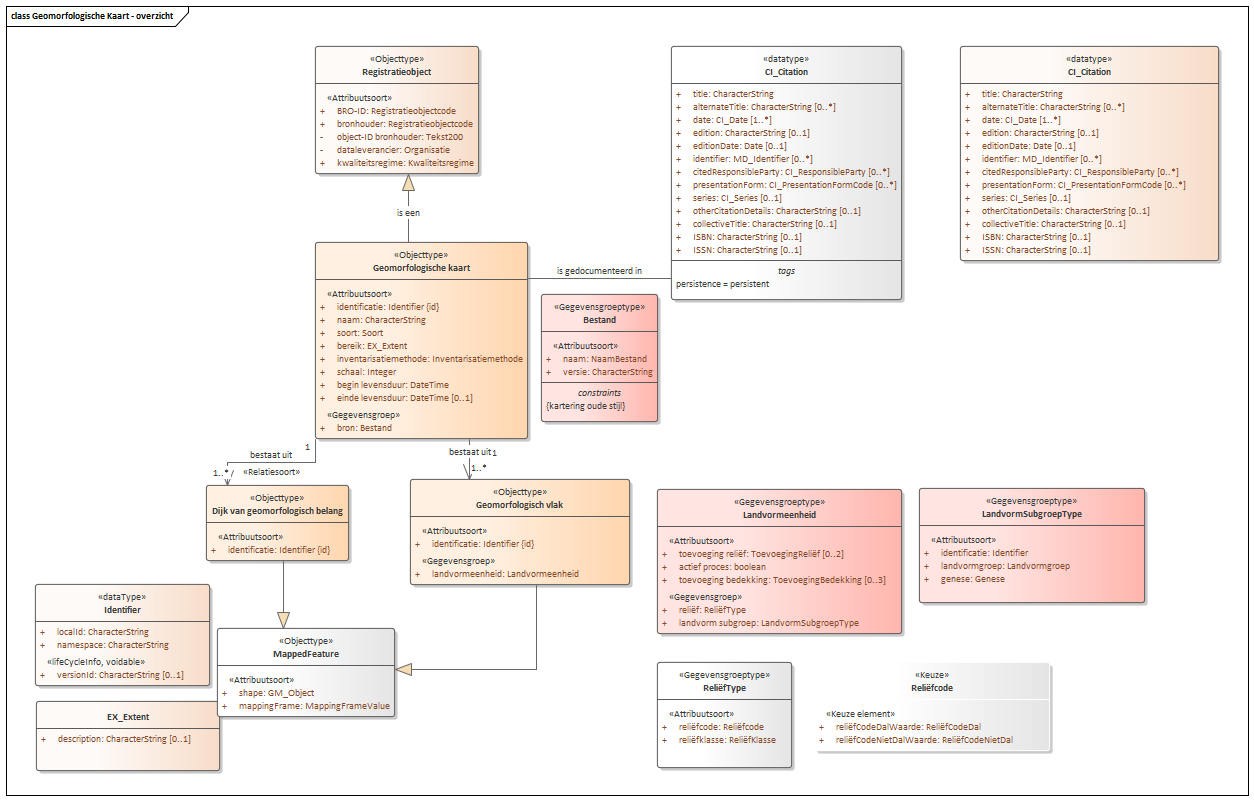 class Geomorfologische Kaart - overzicht
«Objecttype»
Registratieobject
«Attribuutsoort»
+ BRO-ID: Registratieobjectcode
+ bronhouder: Registratieobjectcode
- object-ID bronhouder: Tekst200
- dataleverancier: Organisatie
+ kwaliteitsregime: Kwaliteitsregime
«datatype»
CI_Citation
+ title: CharacterString
+ alternateTitle: CharacterString [0..*]
+ date: CI_Date [1..*]
+ edition: CharacterString [0..1]
+ editionDate: Date [0..1]
+ identifier: MD_Identifier [0..*]
+ citedResponsibleParty: CI_ResponsibleParty [0..*]
+ presentationForm: CI_PresentationFormCode [0..*]
+ series: CI_Series [0..1]
+ otherCitationDetails: CharacterString [0..1]
+ collectiveTitle: CharacterString [0..1]
+ ISBN: CharacterString [0..1]
+ ISSN: CharacterString [0..1]
tags
persistence = persistent
«datatype»
CI_Citation
+ title: CharacterString
+ alternateTitle: CharacterString [0..*]
+ date: CI_Date [1..*]
+ edition: CharacterString [0..1]
+ editionDate: Date [0..1]
+ identifier: MD_Identifier [0..*]
+ citedResponsibleParty: CI_ResponsibleParty [0..*]
+ presentationForm: CI_PresentationFormCode [0..*]
+ series: CI_Series [0..1]
+ otherCitationDetails: CharacterString [0..1]
+ collectiveTitle: CharacterString [0..1]
+ ISBN: CharacterString [0..1]
+ ISSN: CharacterString [0..1]
is een
«Objecttype»
Geomorfologische kaart
«Attribuutsoort»
+ identificatie: Identifier {id}
+ naam: CharacterString
+ soort: Soort
+ bereik: EX_Extent
+ inventarisatiemethode: Inventarisatiemethode
+ schaal: Integer
+ begin levensduur: DateTime
+ einde levensduur: DateTime [0..1]
«Gegevensgroep»
+ bron: Bestand
is gedocumenteerd in
«Gegevensgroeptype»
Bestand
«Attribuutsoort»
+ naam: NaamBestand
+ versie: CharacterString
constraints
{kartering oude stijl}
1
bestaat uit
1..*
«Relatiesoort»
bestaat uit
1
1..*
«Objecttype»
Dijk van geomorfologisch belang
«Attribuutsoort»
+ identificatie: Identifier {id}
«Objecttype»
Geomorfologisch vlak
«Attribuutsoort»
+ identificatie: Identifier {id}
«Gegevensgroep»
+ landvormeenheid: Landvormeenheid
«Gegevensgroeptype»
Landvormeenheid
«Attribuutsoort»
+ toevoeging reliëf: ToevoegingReliëf [0..2]
+ actief proces: boolean
+ toevoeging bedekking: ToevoegingBedekking [0..3]
«Gegevensgroep»
+ reliëf: ReliëfType
+ landvorm subgroep: LandvormSubgroepType
«Gegevensgroeptype»
LandvormSubgroepType
«Attribuutsoort»
+ identificatie: Identifier
+ landvormgroep: Landvormgroep
+ genese: Genese
«dataType»
Identifier
+ localId: CharacterString
+ namespace: CharacterString
«lifeCycleInfo, voidable»
+ versionId: CharacterString [0..1]
«Objecttype»
MappedFeature
«Attribuutsoort»
+ shape: GM_Object
+ mappingFrame: MappingFrameValue
EX_Extent
+ description: CharacterString [0..1]
«Gegevensgroeptype»
ReliëfType
«Attribuutsoort»
+ reliëfcode: Reliëfcode
+ reliëfklasse: ReliëfKlasse
«Keuze»
Reliëfcode
«Keuze element»
+ reliëfCodeDalWaarde: ReliëfCodeDal
+ reliëfCodeNietDalWaarde: ReliëfCodeNietDal